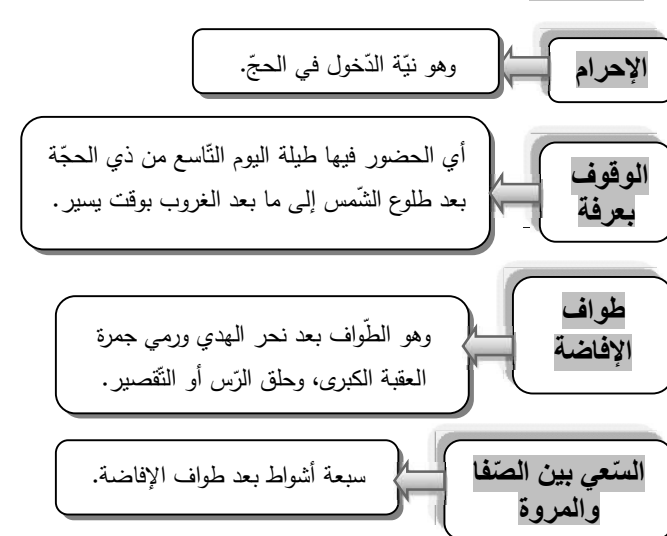 الإحرام
وهو نيّة الدّخول في الحجّ.
الوقوف
بعرفة
أي الحضور فيها طيلة اليوم التّاسع من ذي الحجّة
بعد طلوع الشّمس إلى ما بعد الغروب بوقت يسير.
طواف
الإفاضة
وهو الطّواف بعد نحر الهدي ورمي جمرة
العقبة الكبرى، وحلق الرّس أو التّقصير.
السّعي بين الصّفا
والمروة
سبعة أشواط بعد طواف الإفاضة.